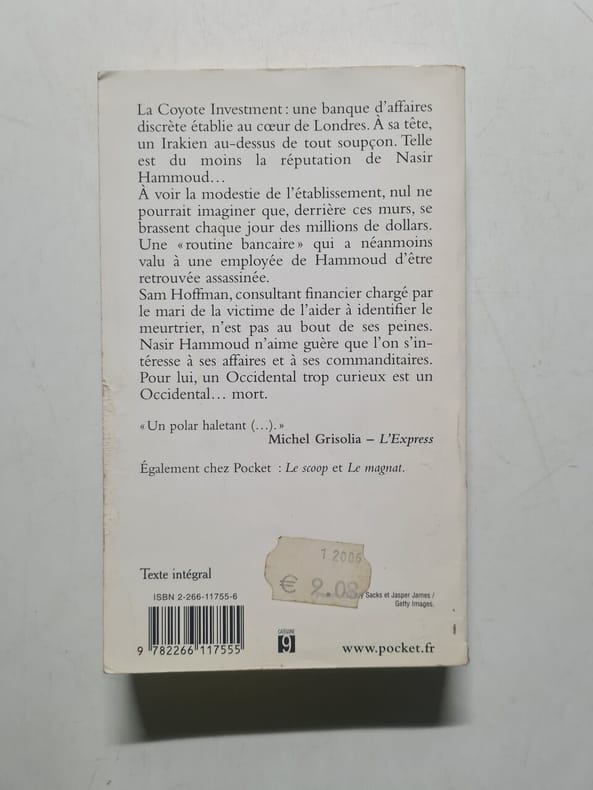 La Coyote Investment : une banque d'affaires
discrète établie au cœur de Londres. À sa tête,
un Irakien au-dessus de tout soupçon. Telle
est du moins la réputation de Nasir
Hammoud…
À voir la modestie de l'établissement, nul ne
pourrait imaginer que, derrière ces murs, se
brassent chaque jour des millions de dollars.
Une « routine bancaire » qui a néanmoins
valu à une employée de Hammoud d'être
retrouvée assassinée.
Sam Hoffman, consultant financier chargé par
le mari de la victime de l'aider à identifier le
meurtrier, n'est pas au bout de ses peines.
Nasir Hammoud n'aime guère que l'on s'in-
téresse à ses affaires et à ses commanditaires.
Pour lui, un Occidental trop curieux est un
Occidental… mort.
« Un polar haletant (…). »
Michel Grisolia – L'Express
Également chez Pocket : Le scoop et Le magnat.
1 2006
€ 2.08
Texte intégral
Sacks et Jasper James /
Getty Images.
ISBN 2-266-11755-6
9 782266 117555
CATÉGORIE
9
www.pocket.fr